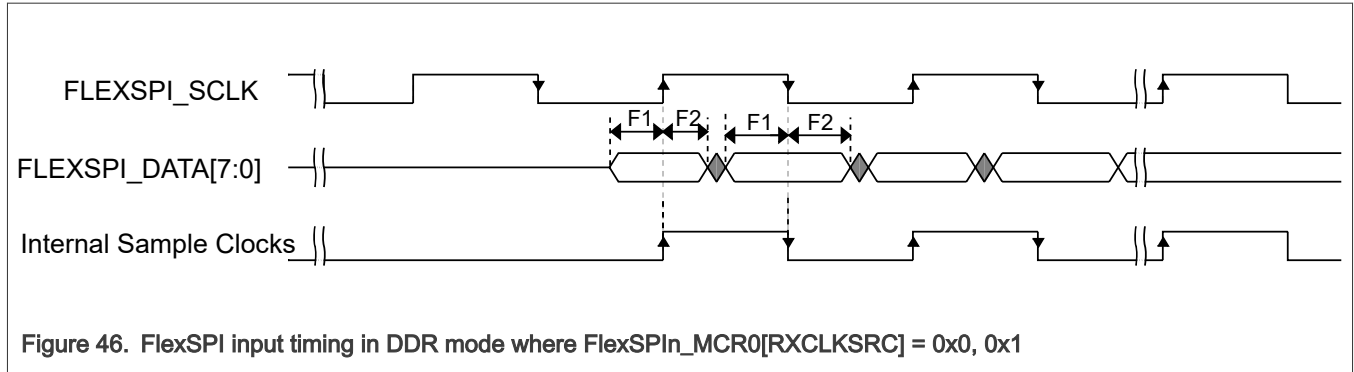 FLEXSPI_SCLK
F1 F2 F1 F2
FLEXSPI_DATA[7:0]
Internal Sample Clocks
Figure 46. FlexSPI input timing in DDR mode where FlexSPIn_MCR0[RXCLKSRC] = 0x0, 0x1